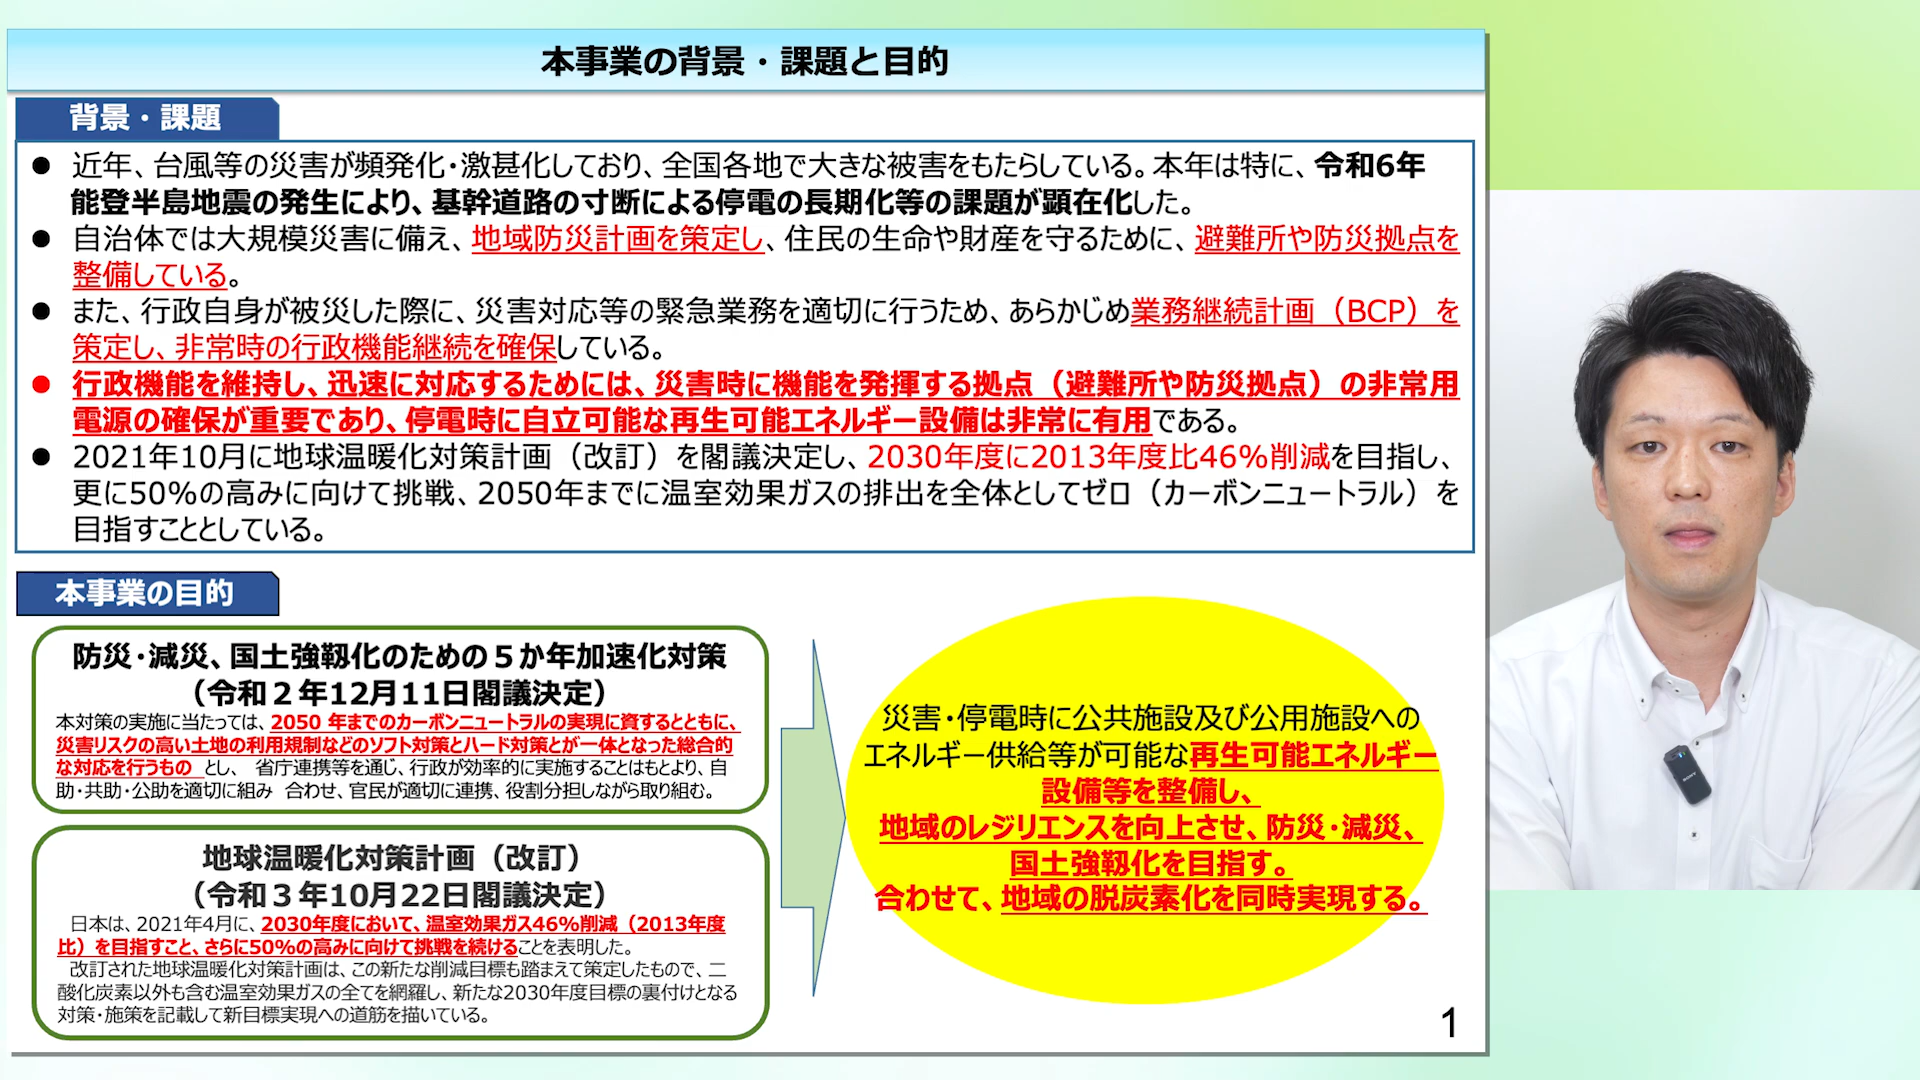 本事業の背景・課題と目的
背景・課題
● 近年、台風等の災害が頻発化・激甚化しており、全国各地で大きな被害をもたらしている。本年は特に、令和6年
能登半島地震の発生により、基幹道路の寸断による停電の長期化等の課題が顕在化した。
● 自治体では大規模災害に備え、地域防災計画を策定し、住民の生命や財産を守るために、避難所や防災拠点を
整備している。
● また、行政自身が被災した際に、災害対応等の緊急業務を適切に行うため、あらかじめ業務継続計画（BCP）を
策定し、非常時の行政機能継続を確保している。
● 行政機能を維持し、迅速に対応するためには、災害時に機能を発揮する拠点（避難所や防災拠点）の非常用
電源の確保が重要であり、停電時に自立可能な再生可能エネルギー設備は非常に有用である。
● 2021年10月に地球温暖化対策計画（改訂）を閣議決定し、2030年度に2013年度比46%削減を目指し、
更に50%の高みに向けて挑戦、2050年までに温室効果ガスの排出を全体としてゼロ（カーボンニュートラル）を
目指すこととしている。
本事業の目的
防災・減災、国土強靱化のための５か年加速化対策
（令和２年12月11日閣議決定）
本対策の実施に当たっては、2050 年までのカーボンニュートラルの実現に資するとともに、
災害リスクの高い土地の利用規制などのソフト対策とハード対策とが一体となった総合的
な対応を行うもの とし、 省庁連携等を通じ、行政が効率的に実施することはもとより、自
助・共助・公助を適切に組み 合わせ、官民が適切に連携、役割分担しながら取り組む。
地球温暖化対策計画（改訂）
（令和３年10月22日閣議決定）
日本は、2021年4月に、2030年度において、温室効果ガス46%削減（2013年度
比）を目指すこと、さらに50%の高みに向けて挑戦を続けることを表明した。
改訂された地球温暖化対策計画は、この新たな削減目標も踏まえて策定したもので、二
酸化炭素以外も含む温室効果ガスの全てを網羅し、新たな2030年度目標の裏付けとなる
対策・施策を記載して新目標実現への道筋を描いている。
災害・停電時に公共施設及び公用施設への
エネルギー供給等が可能な再生可能エネルギー
設備等を整備し、
地域のレジリエンスを向上させ、防災・減災、
国土強靱化を目指す。
合わせて、地域の脱炭素化を同時実現する。
1
SONY